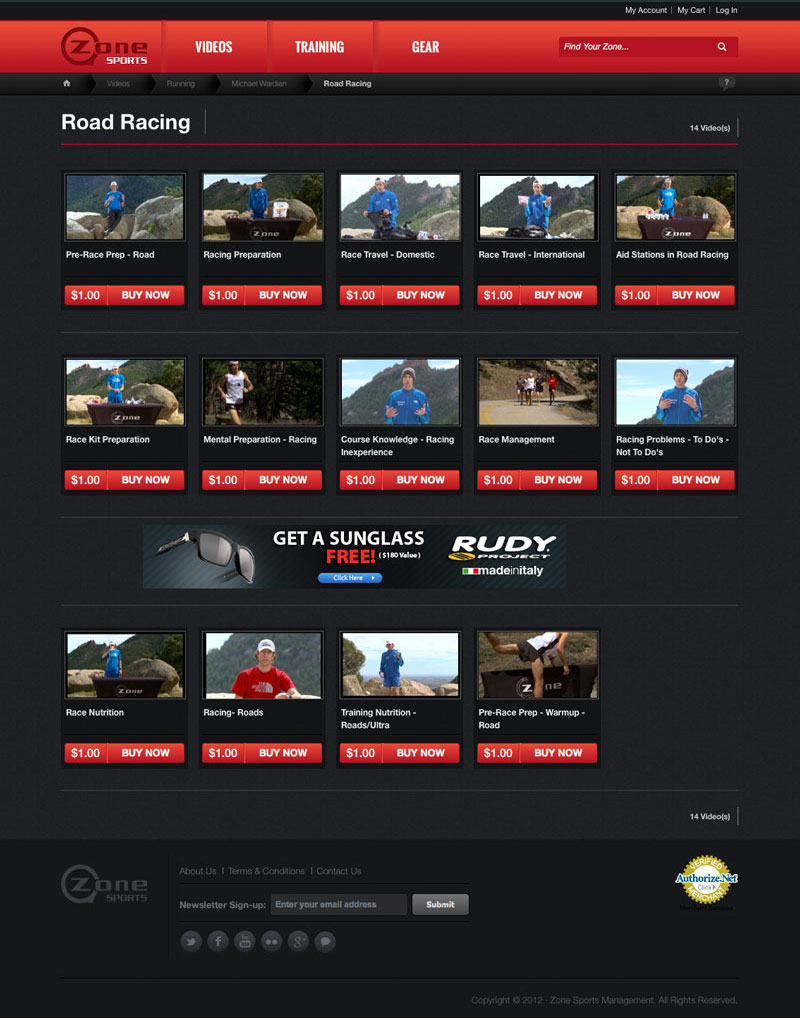 My Account | My Cart | Log In
Zone SPORTS
VIDEOS TRAINING GEAR
Find Your Zone...
Videos Running Michael Wardian Road Racing ?
Road Racing
14 Video(s)
Zone Zone
Pre-Race Prep - Road
Racing Preparation
Race Travel - Domestic
Race Travel - International
Aid Stations in Road Racing
$1.00 BUY NOW $1.00 BUY NOW $1.00 BUY NOW $1.00 BUY NOW $1.00 BUY NOW
Zone
Race Kit Preparation
Mental Preparation - Racing
Course Knowledge - Racing
Inexperience
Race Management
Racing Problems - To Do's -
Not To Do's
$1.00 BUY NOW $1.00 BUY NOW $1.00 BUY NOW $1.00 BUY NOW $1.00 BUY NOW
GET A SUNGLASS
FREE! ($180 Value)
Click Here
RUDY
PROJECT
madeinitaly
Zone
Race Nutrition
Racing- Roads
Training Nutrition -
Roads/Ultra
Pre-Race Prep - Warmup -
Road
$1.00 BUY NOW $1.00 BUY NOW $1.00 BUY NOW $1.00 BUY NOW
14 Video(s)
Zone SPORTS
About Us | Terms & Conditions | Contact Us
Newsletter Sign-up: Enter your email address Submit
VERIFIED
Authorize.Net
Click
MERCHANT
Copyright © 2012 - Zone Sports Management. All Rights Reserved.